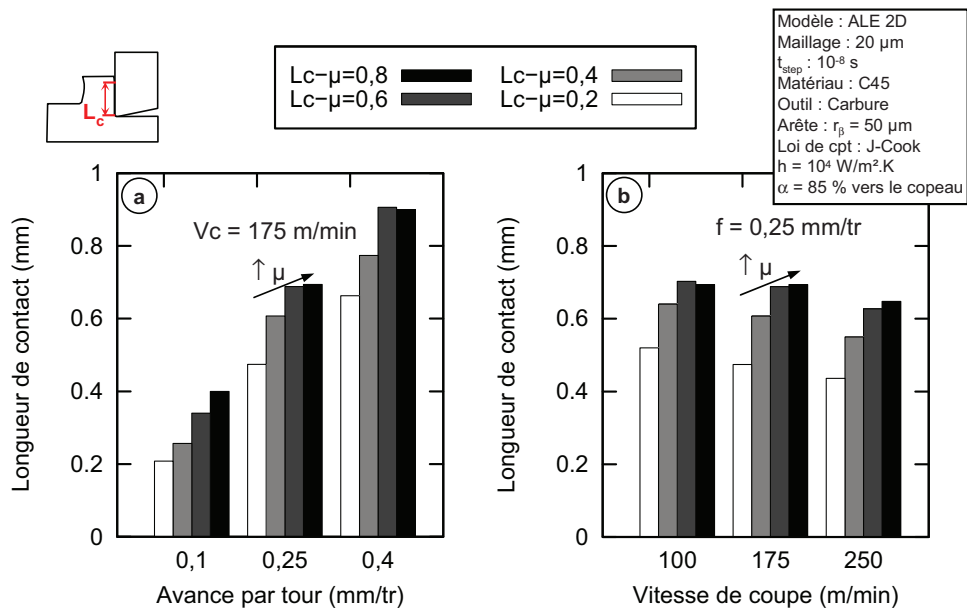 Modèle : ALE 2D
Maillage : 20 µm
tstep : 10-8 s
Matériau : C45
Outil : Carbure
Arête : rβ = 50 µm
Loi de cpt : J-Cook
h = 10⁴ W/m².K
α = 85 % vers le copeau
Lc
Lc−µ=0,8
Lc−µ=0,4
Lc−µ=0,6
Lc−µ=0,2
a
Vc = 175 m/min
↑ µ
Longueur de contact (mm)
1
0.8
0.6
0.4
0.2
0
0,1
0,25
0,4
Avance par tour (mm/tr)
b
f = 0,25 mm/tr
↑ µ
Longueur de contact (mm)
1
0.8
0.6
0.4
0.2
0
100
175
250
Vitesse de coupe (m/min)